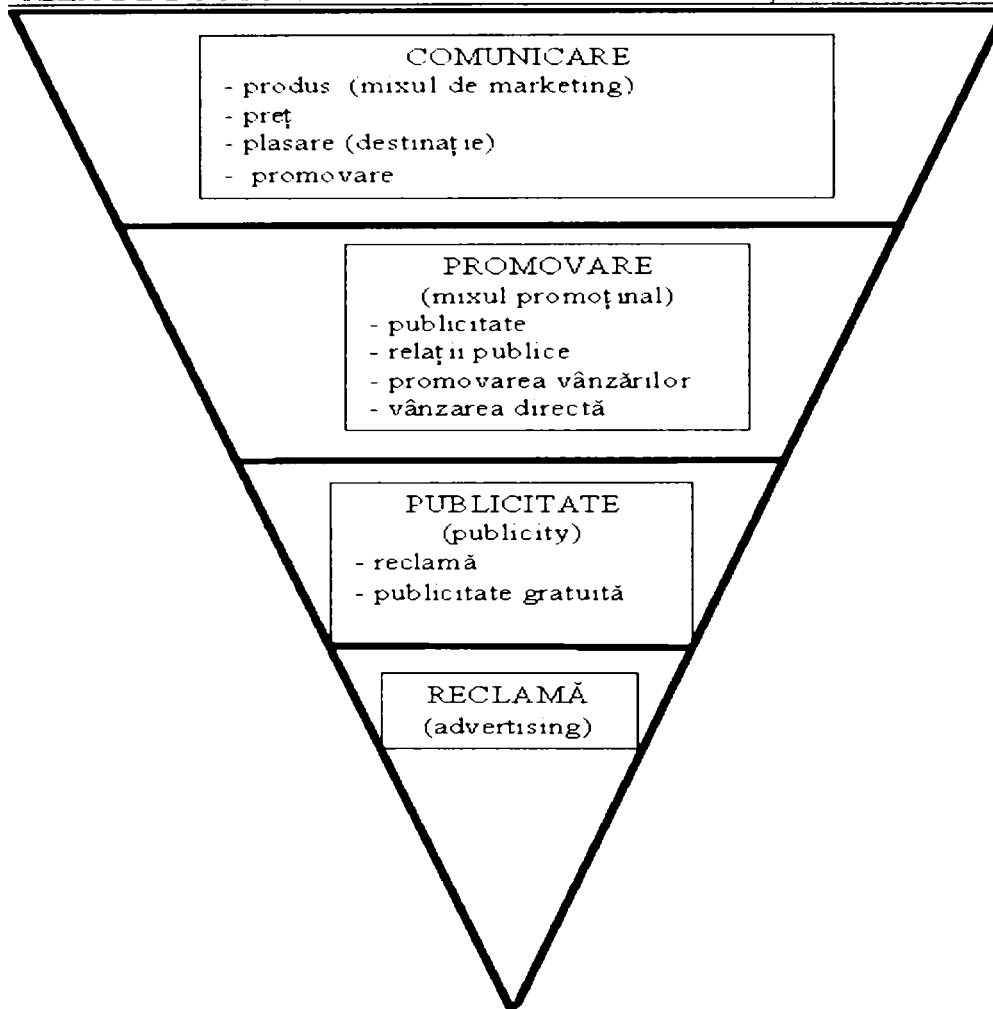 COMUNICARE
- produs (mixul de marketing)
- preț
- plasare (destinație)
- promovare
PROMOVARE
(mixul promoținal)
- publicitate
- relații publice
- promovarea vânzărilor
- vânzarea directă
PUBLICITATE
(publicity)
- reclamă
- publicitate gratuită
RECLAMĂ
(advertising)